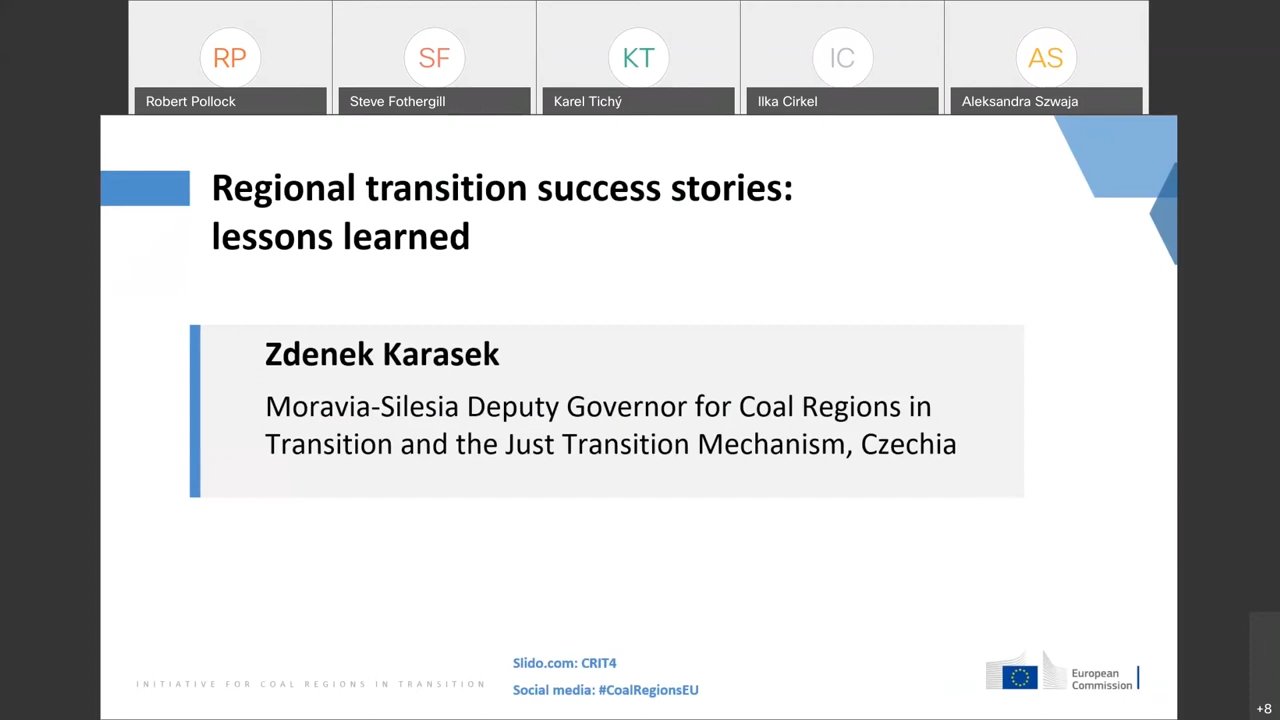 RP
SF
KT
IC
AS
Robert Pollock
Steve Fothergill
Karel Tichý
Ilka Cirkel
Aleksandra Szwaja
Regional transition success stories:
lessons learned
Zdenek Karasek
Moravia-Silesia Deputy Governor for Coal Regions in
Transition and the Just Transition Mechanism, Czechia
Slido.com: CRIT4
INITIATIVE FOR COAL REGIONS IN TRANSITION
Social media: #CoalRegionsEU
European
Commission
+8